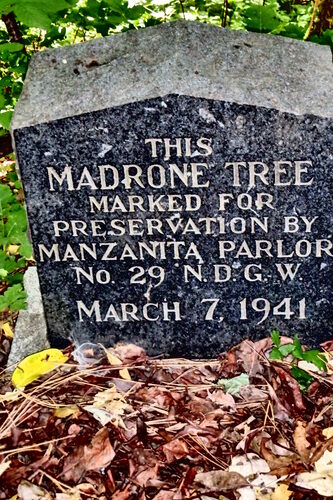 THIS
MADRONE TREE
MARKED FOR
PRESERVATION BY
MANZANITA PARLOR
NO. 29 N.D.G.W.
MARCH 7, 1941